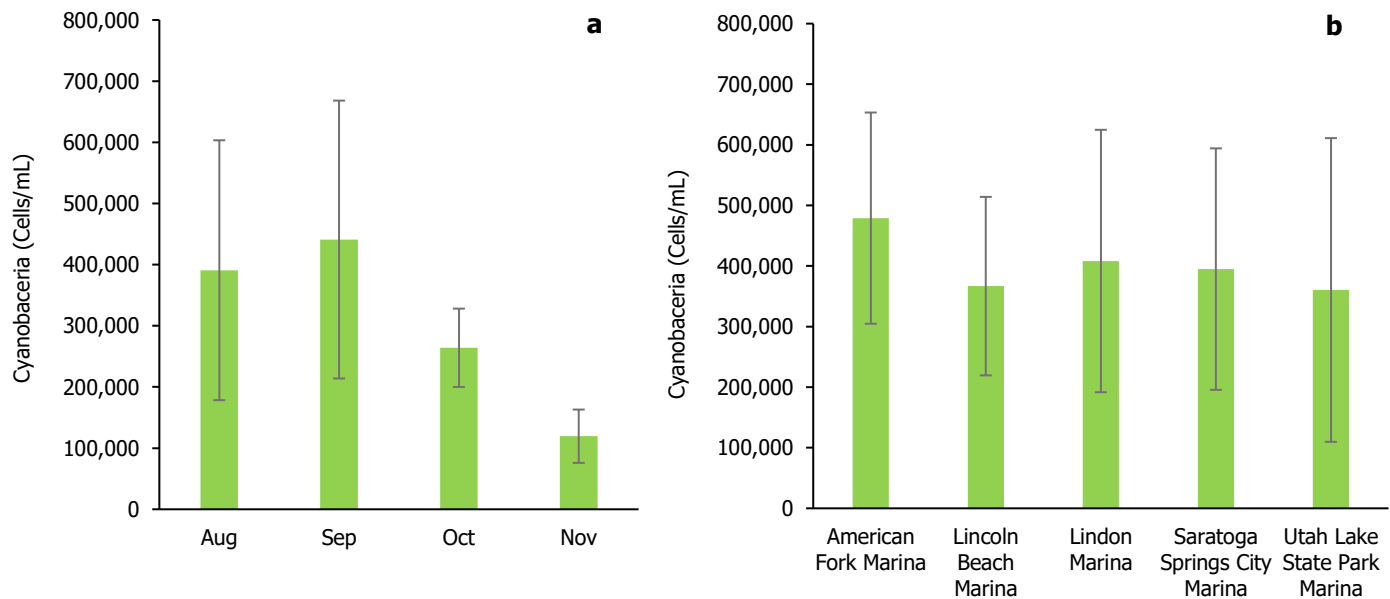 a
Cyanobaceria (Cells/mL)
800,000
700,000
600,000
500,000
400,000
300,000
200,000
100,000
0
Aug
Sep
Oct
Nov
b
Cyanobaceria (Cells/mL)
800,000
700,000
600,000
500,000
400,000
300,000
200,000
100,000
0
American
Fork Marina
Lincoln
Beach
Marina
Lindon
Marina
Saratoga
Springs City
Marina
Utah Lake
State Park
Marina